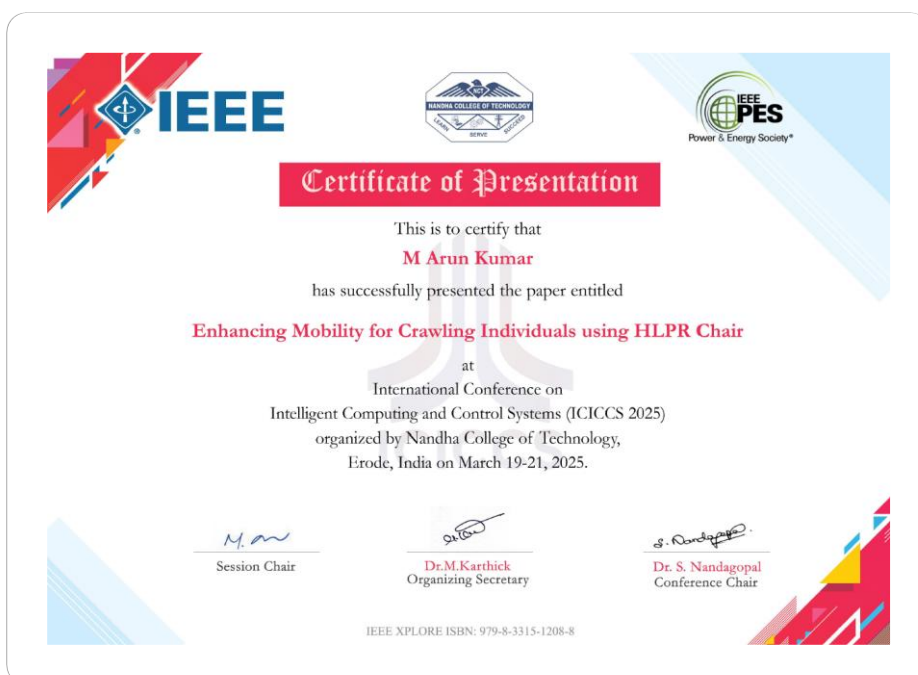 IEEE
NCT
NANDHA COLLEGE OF TECHNOLOGY
LEARN SERVE SUCCEED
IEEE
PES
Power & Energy Society®
Certificate of Presentation
This is to certify that
M Arun Kumar
has successfully presented the paper entitled
Enhancing Mobility for Crawling Individuals using HLPR Chair
at
International Conference on
Intelligent Computing and Control Systems (ICICCS 2025)
organized by Nandha College of Technology,
Erode, India on March 19-21, 2025.
ICICCS
S. Nandagopal
Session Chair
Dr.M.Karthick
Organizing Secretary
Dr. S. Nandagopal
Conference Chair
IEEE XPLORE ISBN: 979-8-3315-1208-8